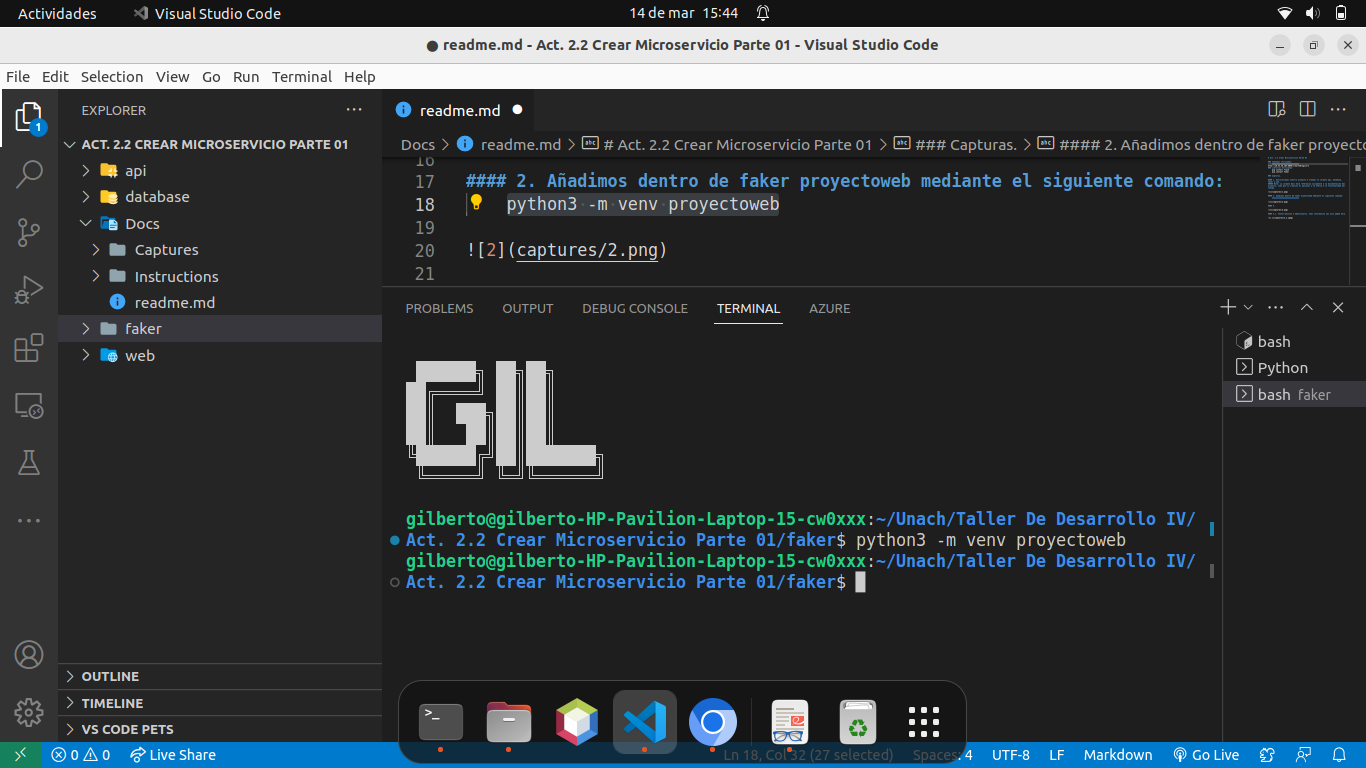 Actividades
Visual Studio Code
14 de mar 15:44
● readme.md - Act. 2.2 Crear Microservicio Parte 01 - Visual Studio Code
File Edit Selection View Go Run Terminal Help
1
EXPLORER
ACT. 2.2 CREAR MICROSERVICIO PARTE 01
api
database
Docs
Captures
Instructions
readme.md
faker
web
OUTLINE
TIMELINE
VS CODE PETS
readme.md
Docs > readme.md > # Act. 2.2 Crear Microservicio Parte 01 > ### Capturas. > #### 2. Añadimos dentro de faker proyecto
16
17 #### 2. Añadimos dentro de faker proyectoweb mediante el siguiente comando:
18 python3 -m venv proyectoweb
19
20 ![2](captures/2.png)
21
PROBLEMS OUTPUT DEBUG CONSOLE TERMINAL AZURE
GIL
gilberto@gilberto-HP-Pavilion-Laptop-15-cw0xxx:~/Unach/Taller De Desarrollo IV/
Act. 2.2 Crear Microservicio Parte 01/faker$ python3 -m venv proyectoweb
gilberto@gilberto-HP-Pavilion-Laptop-15-cw0xxx:~/Unach/Taller De Desarrollo IV/
Act. 2.2 Crear Microservicio Parte 01/faker$
bash
Python
bash faker
0 0 Live Share
Ln 18, Col 32 (27 selected) Spaces: 4 UTF-8 LF Markdown Go Live